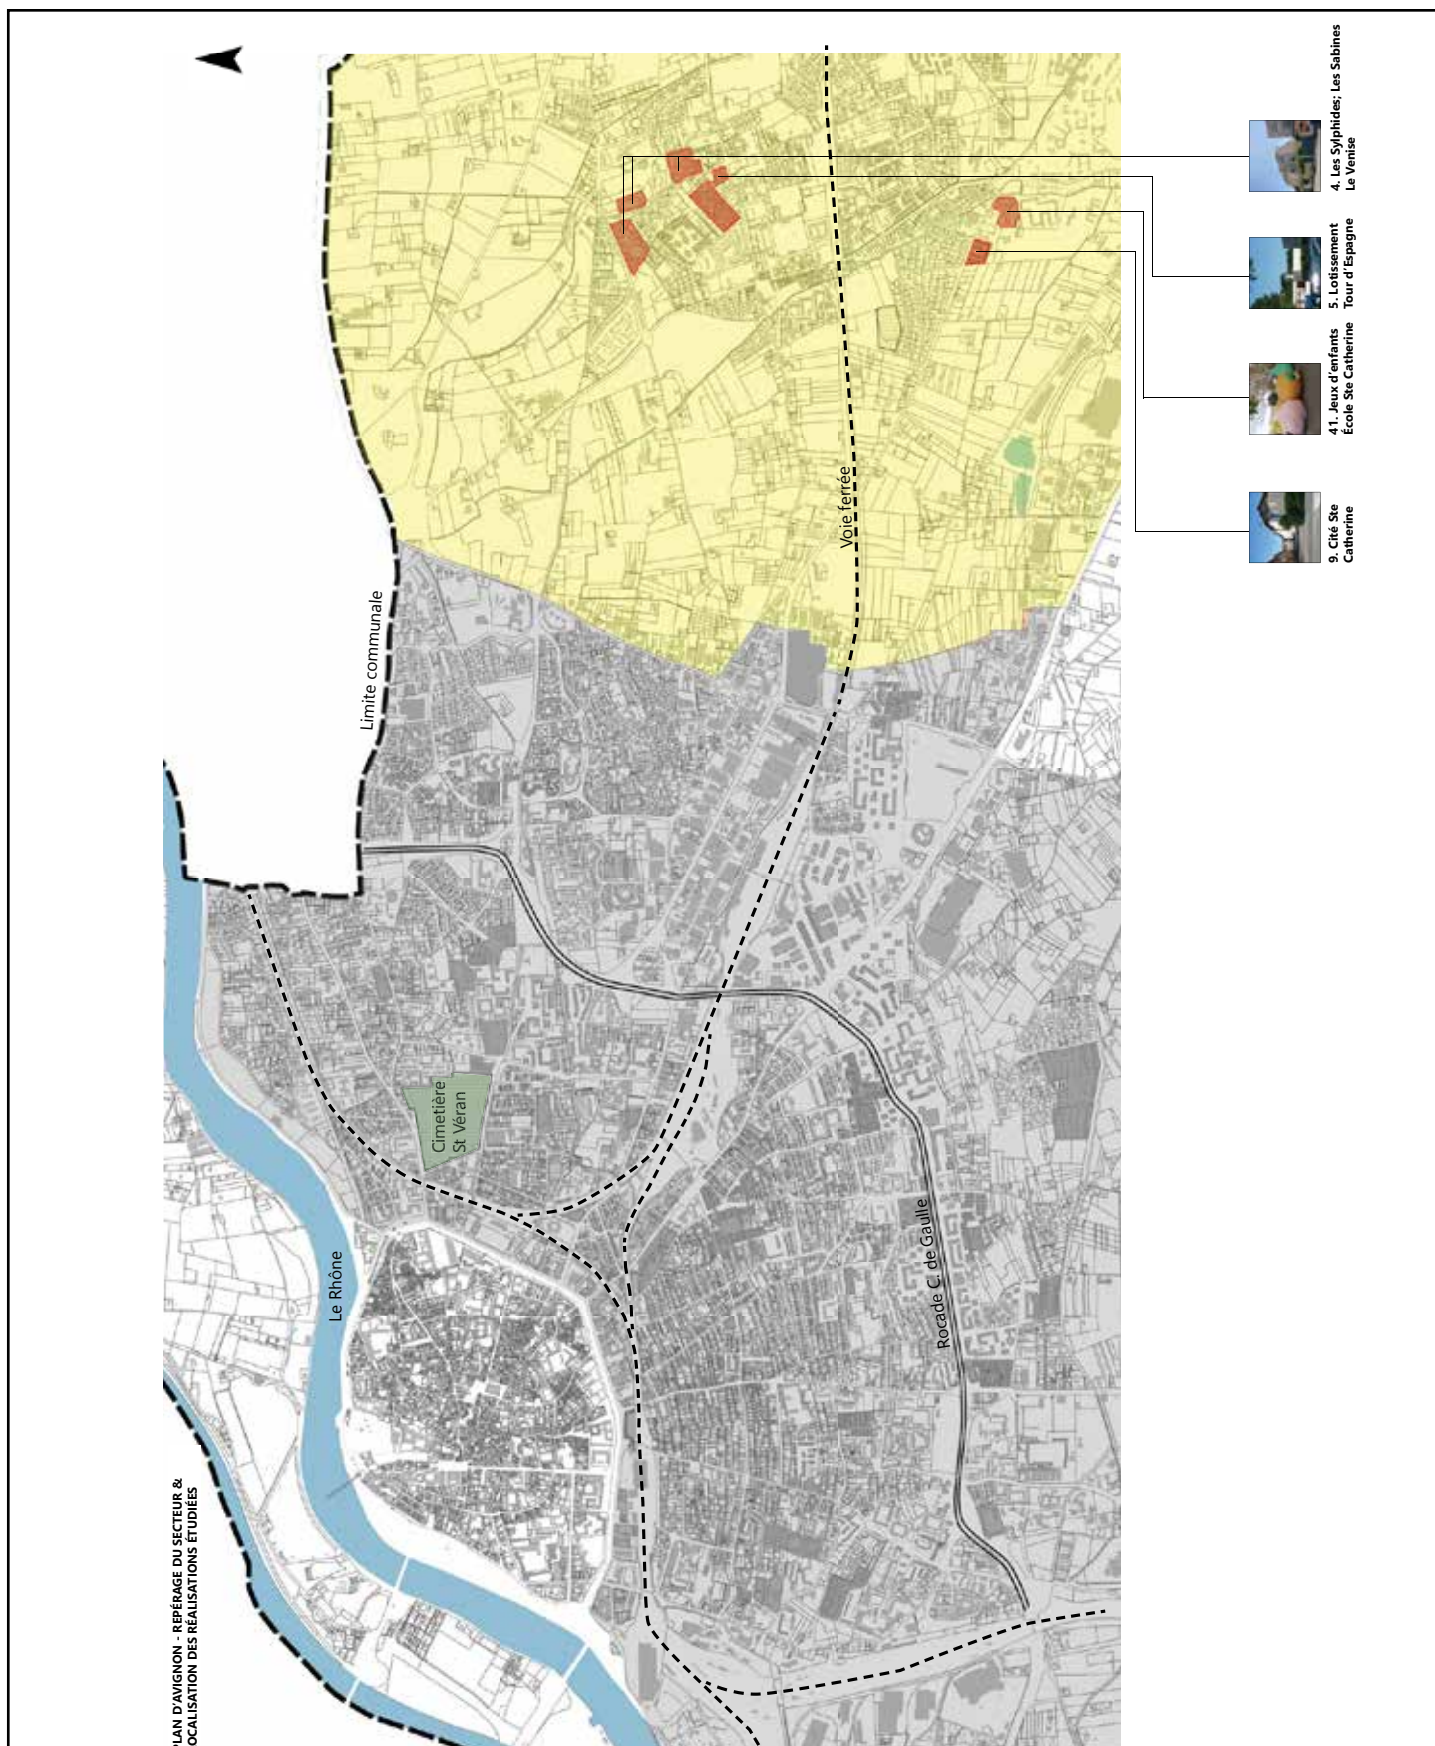 PLAN D'AVIGNON - REPÉRAGE DU SECTEUR &
LOCALISATION DES RÉALISATIONS ÉTUDIÉES
Le Rhône
Cimetière
St Véran
Rocade C. de Gaulle
Limite communale
Voie ferrée
9. Cité Ste
Catherine
41. Jeux d'enfants
École Ste Catherine
5. Lotissement
Tour d'Espagne
4. Les Sylphides; Les Sabines
Le Venise